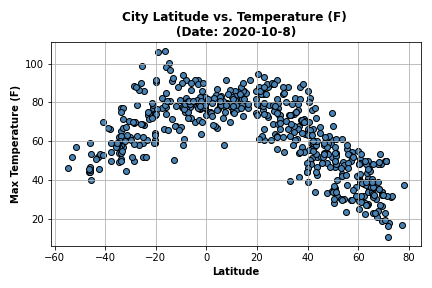 City Latitude vs. Temperature (F)
(Date: 2020-10-8)
Max Temperature (F)
100
80
60
40
20
−60 −40 −20 0 20 40 60 80
Latitude